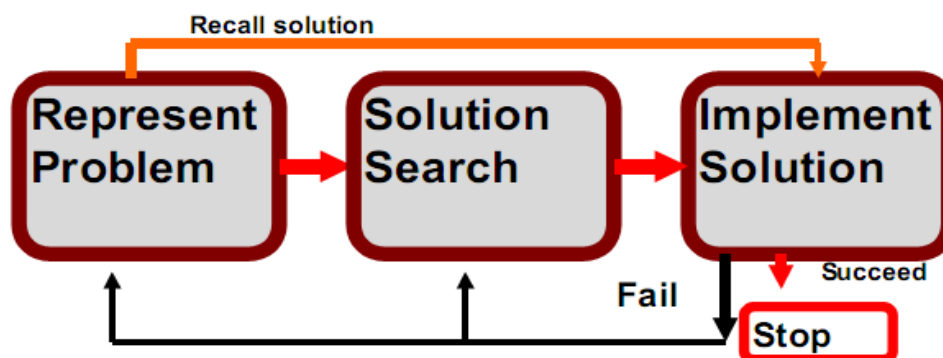 Recall solution
Represent
Problem
Solution
Search
Implement
Solution
Fail
Succeed
Stop